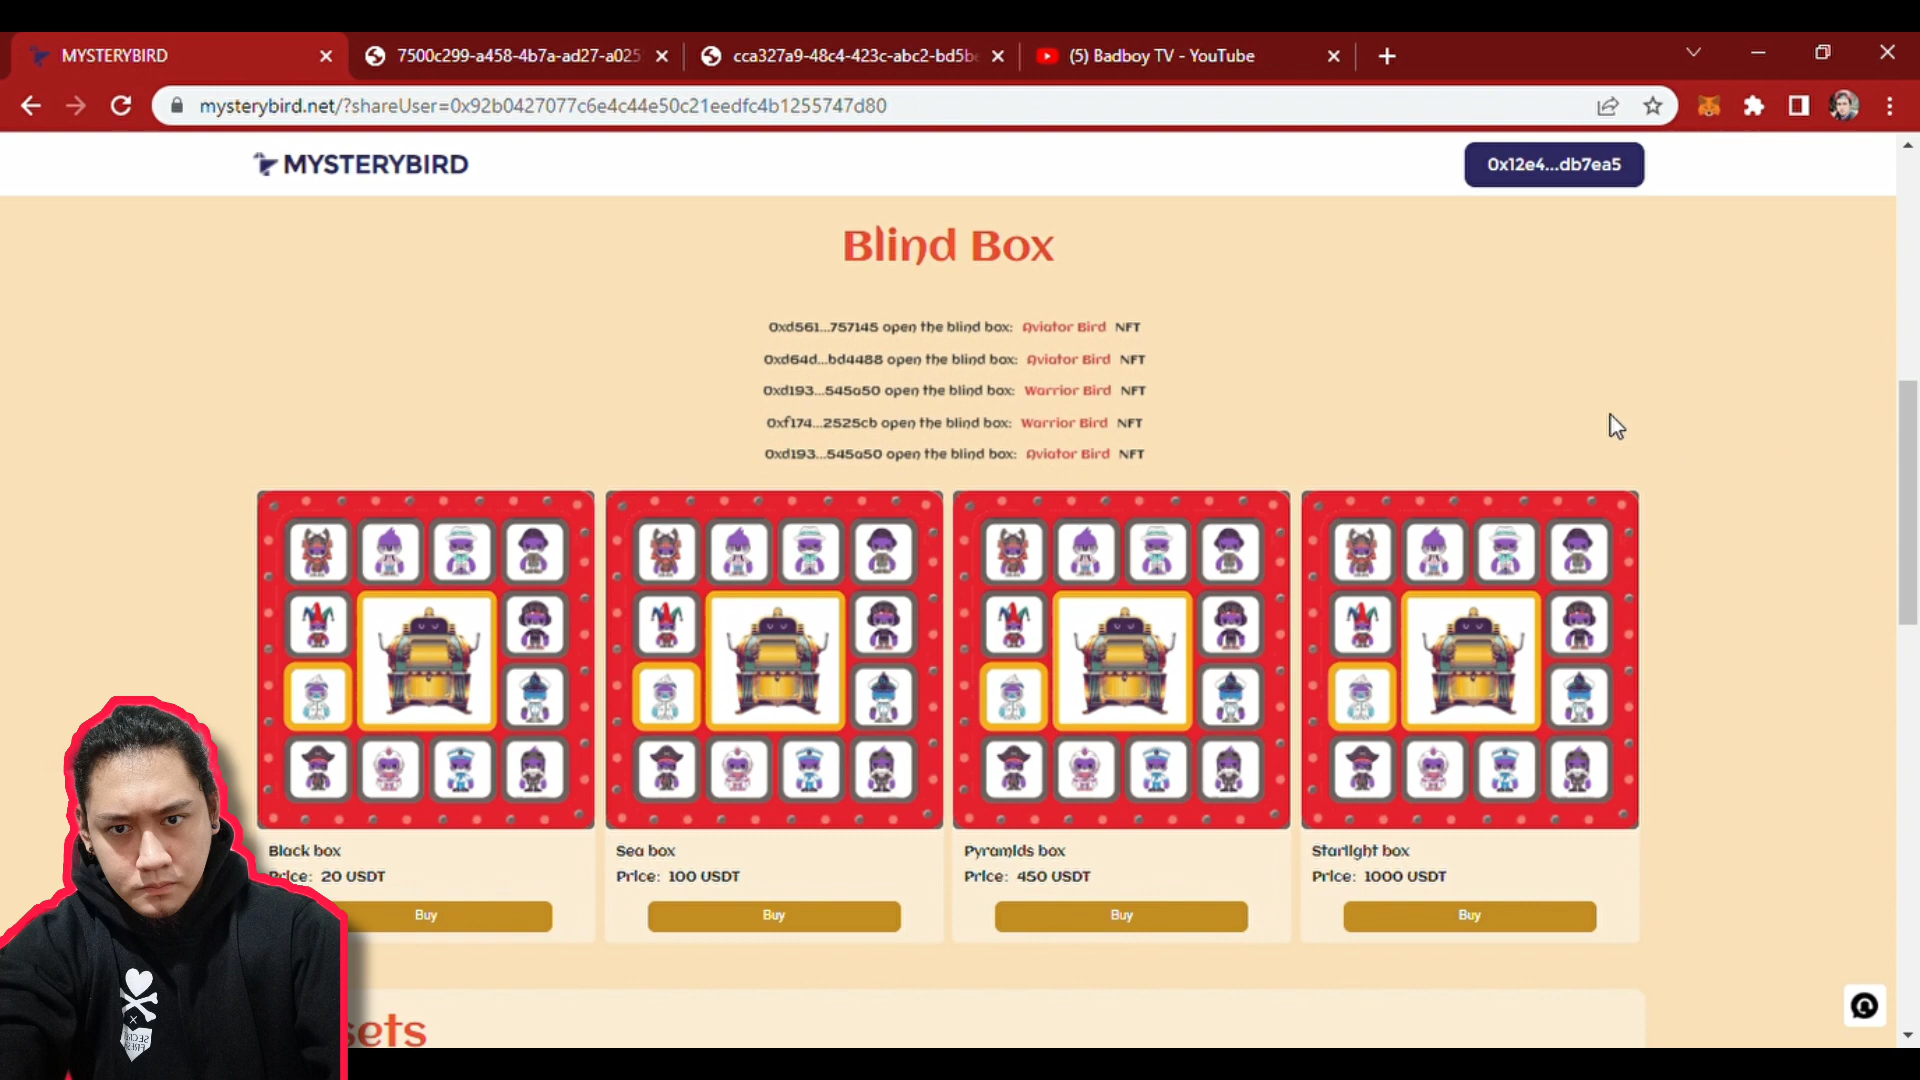 MYSTERYBIRD
7500c299-a458-4b7a-ad27-a025
cca327a9-48c4-423c-abc2-bd5b
(5) Badboy TV - YouTube
mysterybird.net/?shareUser=0x92b0427077c6e4c44e50c21eedfc4b1255747d80
MYSTERYBIRD
0x12e4...db7ea5
Blind Box
0xd561...757145 open the blind box: Aviator Bird NFT
0xd64d...bd4488 open the blind box: Aviator Bird NFT
0xd193...545a50 open the blind box: Warrior Bird NFT
0xf174...2525cb open the blind box: Warrior Bird NFT
0xd193...545a50 open the blind box: Aviator Bird NFT
Black box
Price: 20 USDT
Buy
Sea box
Price: 100 USDT
Buy
Pyramids box
Price: 450 USDT
Buy
Starlight box
Price: 1000 USDT
Buy
sets